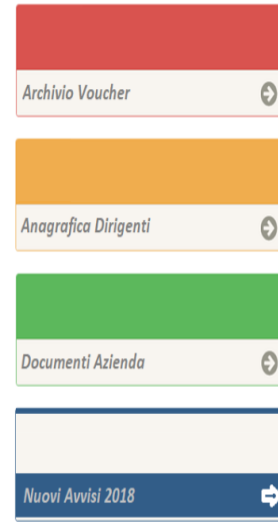 Archivio Voucher
Anagrafica Dirigenti
Documenti Azienda
Nuovi Avvisi 2018